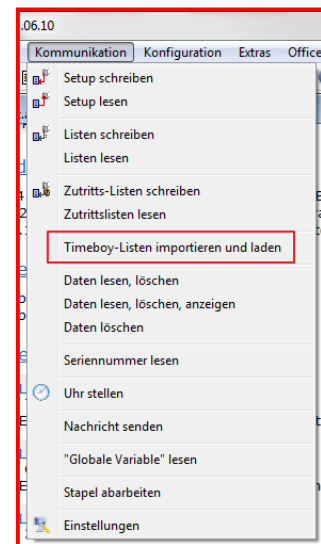 .06.10
Kommunikation Konfiguration Extras Office
Setup schreiben
Setup lesen
Listen schreiben
Listen lesen
Zutritts-Listen schreiben
Zutrittslisten lesen
Timeboy-Listen importieren und laden
Daten lesen, löschen
Daten lesen, löschen, anzeigen
Daten löschen
Seriennummer lesen
Uhr stellen
Nachricht senden
"Globale Variable" lesen
Stapel abarbeiten
Einstellungen